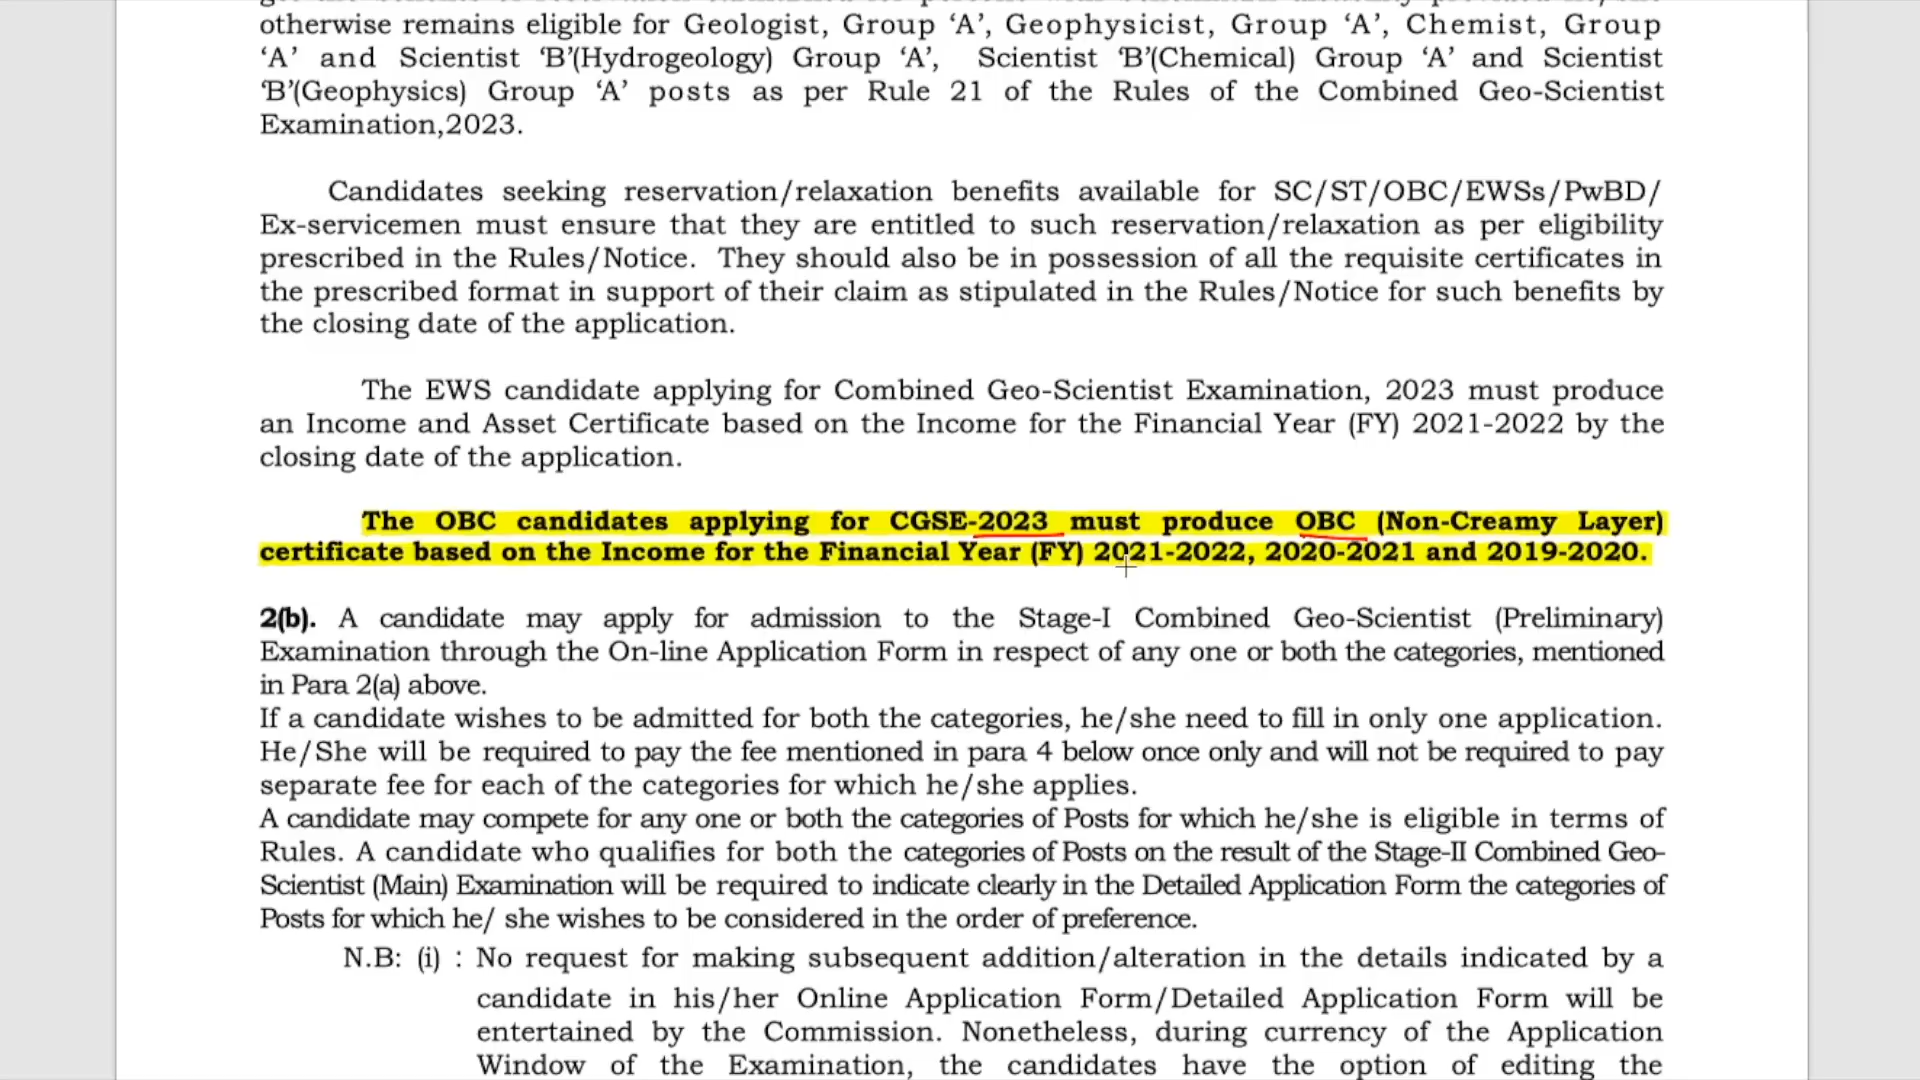 otherwise remains eligible for Geologist, Group ‘A’, Geophysicist, Group ‘A’, Chemist, Group
‘A’ and Scientist ‘B’(Hydrogeology) Group ‘A’, Scientist ‘B’(Chemical) Group ‘A’ and Scientist
‘B’(Geophysics) Group ‘A’ posts as per Rule 21 of the Rules of the Combined Geo-Scientist
Examination,2023.
Candidates seeking reservation/relaxation benefits available for SC/ST/OBC/EWSs/PwBD/
Ex-servicemen must ensure that they are entitled to such reservation/relaxation as per eligibility
prescribed in the Rules/Notice. They should also be in possession of all the requisite certificates in
the prescribed format in support of their claim as stipulated in the Rules/Notice for such benefits by
the closing date of the application.
The EWS candidate applying for Combined Geo-Scientist Examination, 2023 must produce
an Income and Asset Certificate based on the Income for the Financial Year (FY) 2021-2022 by the
closing date of the application.
The OBC candidates applying for CGSE-2023 must produce OBC (Non-Creamy Layer)
certificate based on the Income for the Financial Year (FY) 2021-2022, 2020-2021 and 2019-2020.
2(b). A candidate may apply for admission to the Stage-I Combined Geo-Scientist (Preliminary)
Examination through the On-line Application Form in respect of any one or both the categories, mentioned
in Para 2(a) above.
If a candidate wishes to be admitted for both the categories, he/she need to fill in only one application.
He/She will be required to pay the fee mentioned in para 4 below once only and will not be required to pay
separate fee for each of the categories for which he/she applies.
A candidate may compete for any one or both the categories of Posts for which he/she is eligible in terms of
Rules. A candidate who qualifies for both the categories of Posts on the result of the Stage-II Combined Geo-
Scientist (Main) Examination will be required to indicate clearly in the Detailed Application Form the categories of
Posts for which he/ she wishes to be considered in the order of preference.
N.B: (i) : No request for making subsequent addition/alteration in the details indicated by a
candidate in his/her Online Application Form/Detailed Application Form will be
entertained by the Commission. Nonetheless, during currency of the Application
Window of the Examination, the candidates have the option of editing the